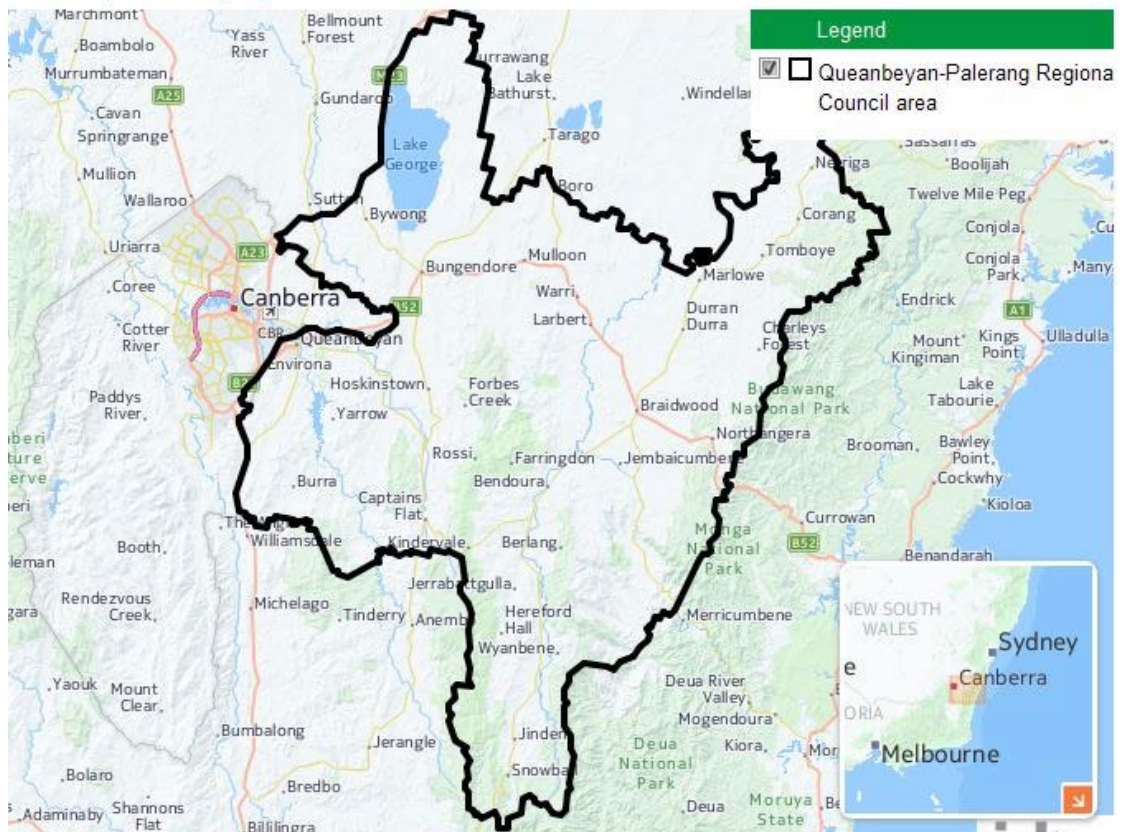 Marchmont
Bellmount
Forest
Boambolo
Yass
River
Murrumbateman
A25
M23
Gundaroo
Lake
Bathurst
Windellama
Legend
Queanbeyan-Palerang Regiona
Council area
Cavan
Springrange
Mullion
Wallaroo
Lake
George
Tarago
Sassafras
Nerriga
Boolijah
Sutton
Boro
Twelve Mile Peg
Bywong
Corang
Conjola
Uriarra
A23
Mulloon
Tomboye
Conjola
Park
Many
Coree
Bungendore
Marlowe
Canberra
B52
Warri
Endrick
A1
Cotter
River
CBR
Queanbeyan
Larbert
Durran
Durra
Charleys
Forest
Mount
Kingiman
Kings
Point
Ulladulla
Environa
Paddys
River
Hoskinstown
Forbes
Creek
Budawang
National Park
Lake
Tabourie
Yarrow
Braidwood
Northangera
Brooman
Bawley
Point
Rossi
Farringdon
Jembaicumbene
Burra
Bendoura
Cockwhy
Captains
Flat
Kioloa
Williamsdale
Currowan
Booth
Kindervale
Berlang
Monga
National
Park
B52
Benandarah
Rendezvous
Creek
Michelago
Jerrabattgulla
Tinderry
Hereford
Hall
Merricumbene
Wyanbene
NEW SOUTH
WALES
Sydney
Canberra
Melbourne
Yaouk
Mount
Clear
Deua River
Valley
Mogendoura
Bumbalong
Jerangle
Jinden
Deua
National
Park
Kiora
Bolaro
Snowball
Bredbo
Adaminaby
Shannons
Flat
Billilingra
Deua
Moruya
State